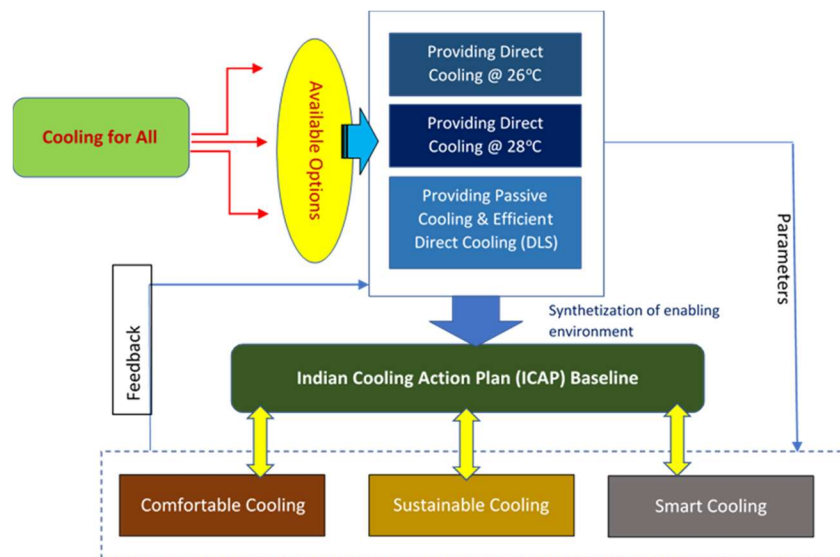 Cooling for All
Available Options
Providing Direct
Cooling @ 26°C
Providing Direct
Cooling @ 28°C
Providing Passive
Cooling & Efficient
Direct Cooling (DLS)
Parameters
Feedback
Synthetization of enabling
environment
Indian Cooling Action Plan (ICAP) Baseline
Comfortable Cooling
Sustainable Cooling
Smart Cooling